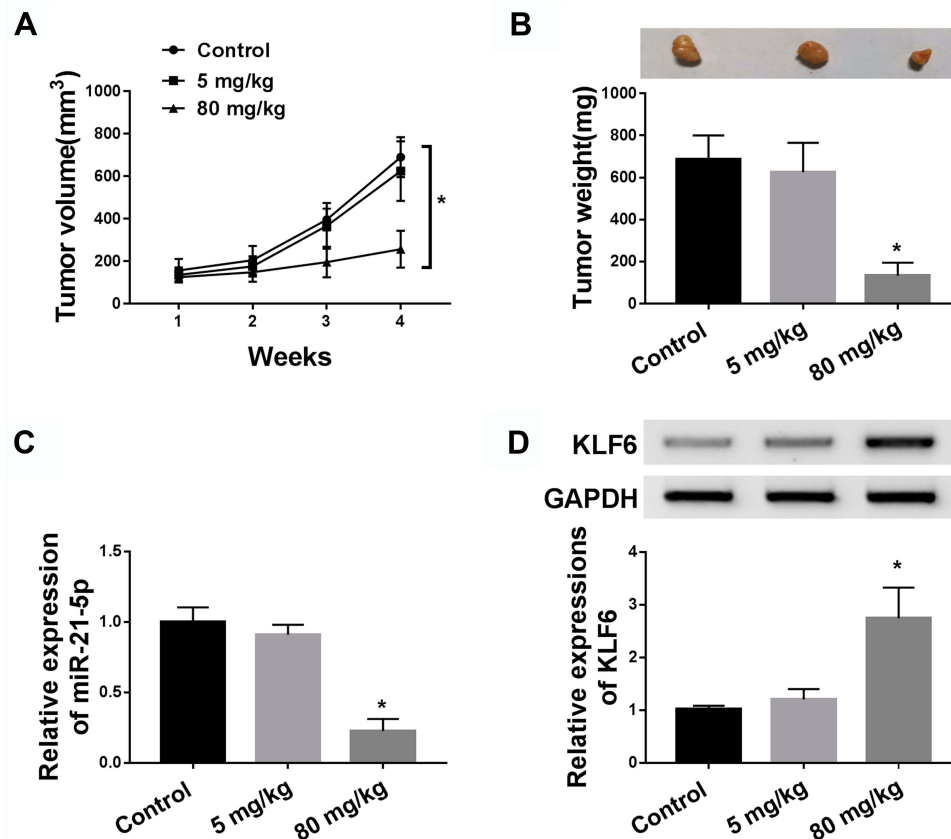 A
Control
5 mg/kg
80 mg/kg
Tumor volume(mm³)
1000
800
600
400
200
0
*
1 2 3 4
Weeks
B
Tumor weight(mg)
1000
800
600
400
200
0
*
Control 5 mg/kg 80 mg/kg
C
Relative expression
of miR-21-5p
1.5
1.0
0.5
0.0
*
Control 5 mg/kg 80 mg/kg
D
KLF6
GAPDH
Relative expressions
of KLF6
4
3
2
1
0
*
Control 5 mg/kg 80 mg/kg